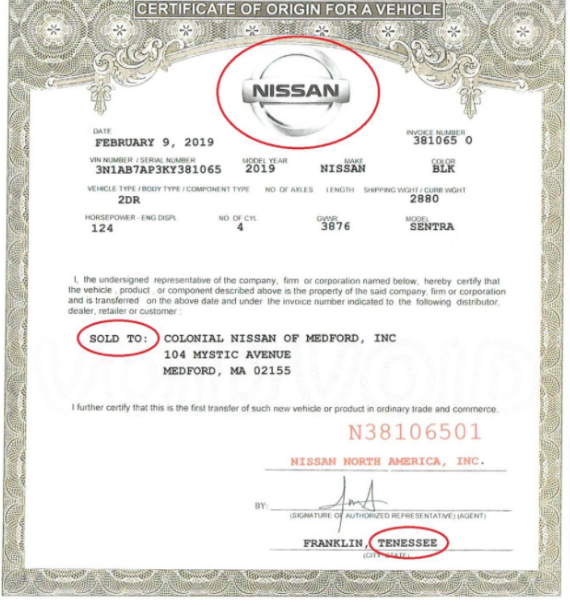 CERTIFICATE OF ORIGIN FOR A VEHICLE
NISSAN
DATE
FEBRUARY 9, 2019
INVOICE NUMBER
381065 0
VIN NUMBER / SERIAL NUMBER MODEL YEAR MAKE COLOR
3N1AB7AP3KY381065 2019 NISSAN BLK
VEHICLE TYPE / BODY TYPE / COMPONENT TYPE NO. OF AXLES LENGTH SHIPPING WGHT / CURB WGHT
2DR 2880
HORSEPOWER - ENG DISPL. NO. OF CYL. GVWR MODEL
124 4 3876 SENTRA
I, the undersigned representative of the company, firm or corporation named below, hereby certify that
the vehicle , product , or component described above is the property of the said company, firm or corporation
and is transferred on the above date and under the invoice number indicated to the following distributor,
dealer, retailer or customer :
SOLD TO: COLONIAL NISSAN OF MEDFORD, INC
104 MYSTIC AVENUE
MEDFORD, MA 02155
VOID VOID
I further certify that this is the first transfer of such new vehicle or product in ordinary trade and commerce.
N38106501
NISSAN NORTH AMERICA, INC.
BY:
(SIGNATURE OF AUTHORIZED REPRESENTATIVE) (AGENT)
FRANKLIN, TENESSEE
(CITY-STATE)